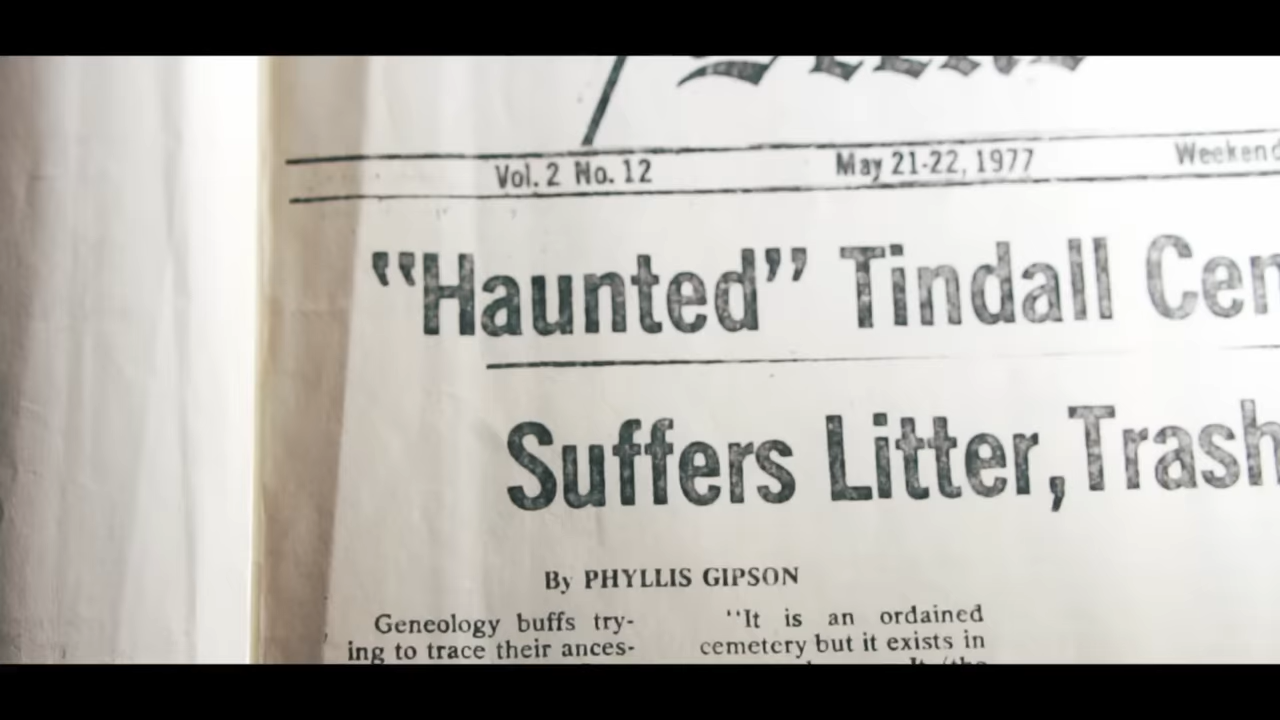 Vol. 2 No. 12 May 21-22, 1977 Weekend
"Haunted" Tindall Cem
Suffers Litter, Trash
By PHYLLIS GIPSON
Geneology buffs try-
ing to trace their ances-
"It is an ordained
cemetery but it exists in